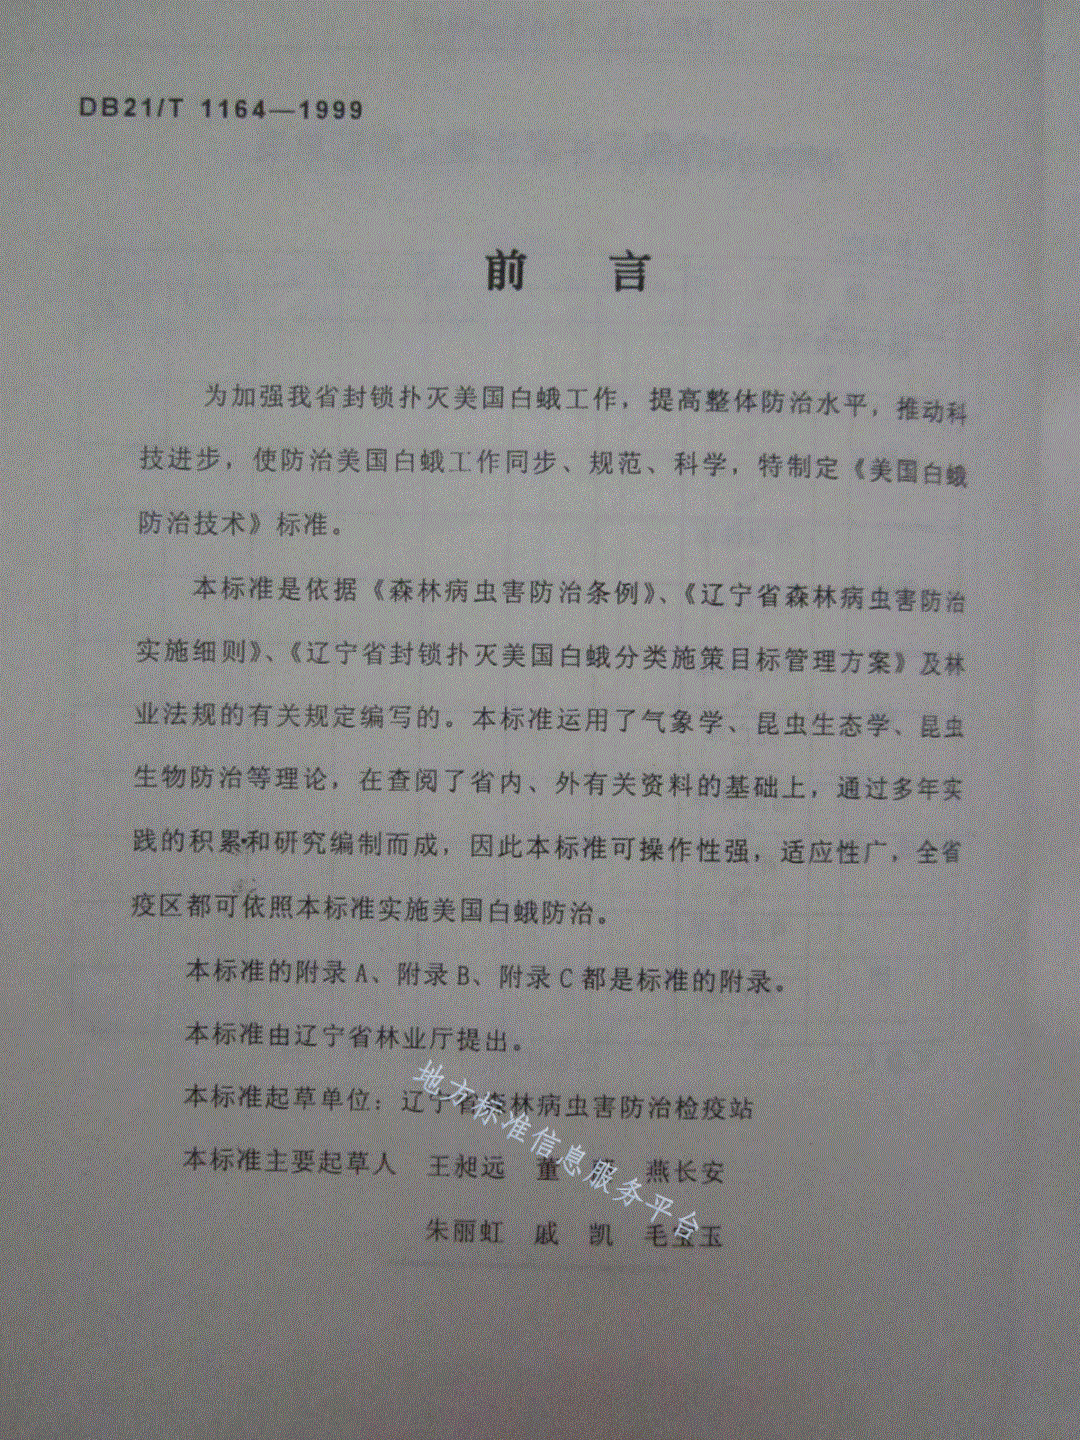 DB21/T 1164—1999
前 言
为加强我省封锁扑灭美国白蛾工作，提高整体防治水平，推动科
技进步，使防治美国白蛾工作同步、规范、科学，特制定《美国白蛾
防治技术》标准。
本标准是依据《森林病虫害防治条例》、《辽宁省森林病虫害防治
实施细则》、《辽宁省封锁扑灭美国白蛾分类施策目标管理方案》及林
业法规的有关规定编写的。本标准运用了气象学、昆虫生态学、昆虫
生物防治等理论，在查阅了省内、外有关资料的基础上，通过多年实
践的积累和研究编制而成，因此本标准可操作性强，适应性广，全省
疫区都可依照本标准实施美国白蛾防治。
本标准的附录 A、附录 B、附录 C 都是标准的附录。
本标准由辽宁省林业厅提出。
本标准起草单位：辽宁省森林病虫害防治检疫站
本标准主要起草人 王昶远 董 燕长安
朱丽虹 戚 凯 毛宝玉
地方标准信息服务平台